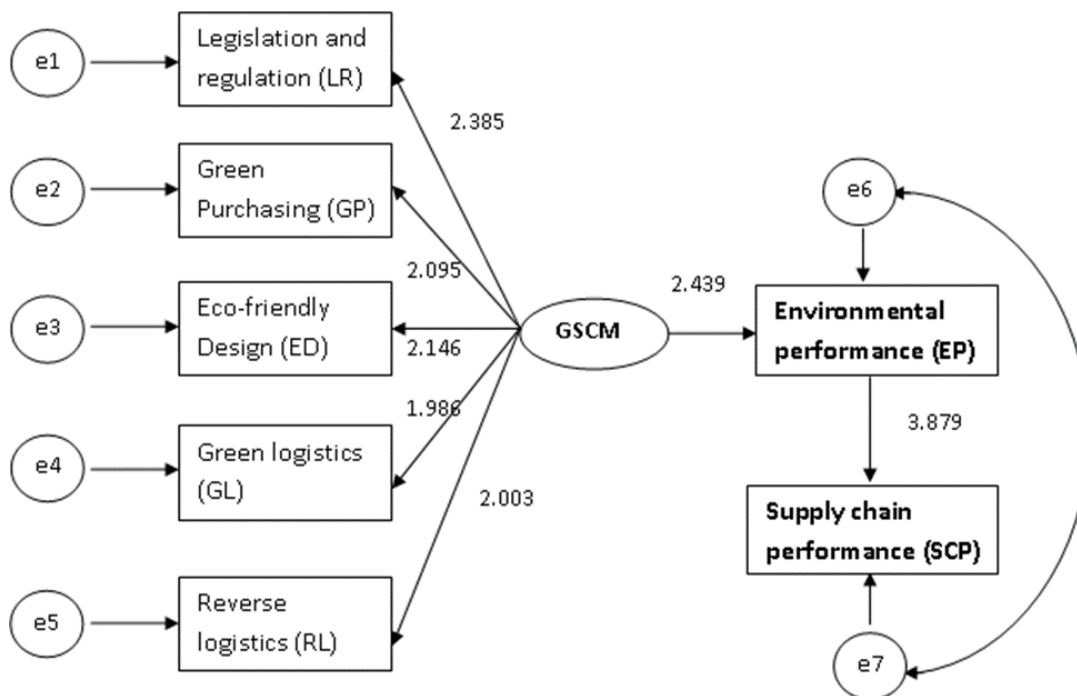 e1
Legislation and
regulation (LR)
2.385
e2
Green
Purchasing (GP)
2.095
e3
Eco-friendly
Design (ED)
2.146
GSCM
2.439
e6
Environmental
performance (EP)
1.986
3.879
e4
Green logistics
(GL)
2.003
Supply chain
performance (SCP)
e5
Reverse
logistics (RL)
e7